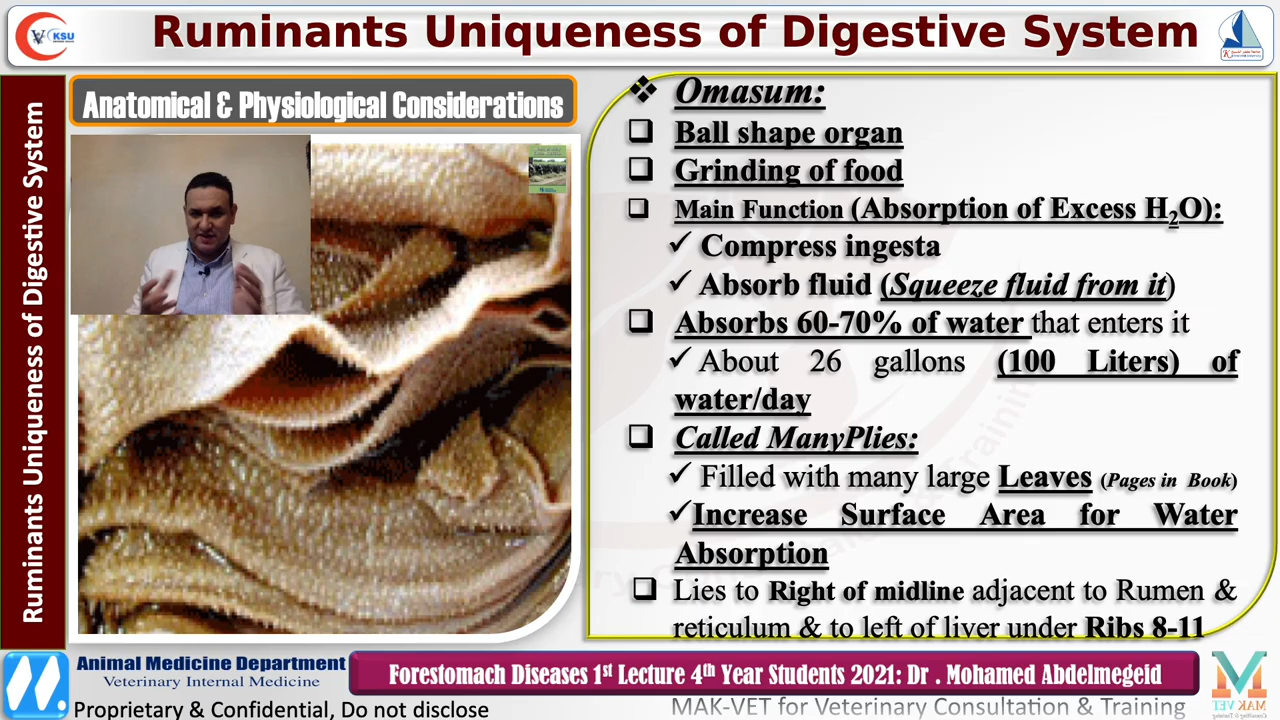 KSU
Ruminants Uniqueness of Digestive System
Ruminants Uniqueness of Digestive System
Anatomical & Physiological Considerations
❖ Omasum:
❑ Ball shape organ
❑ Grinding of food
❑ Main Function (Absorption of Excess H₂O):
✓ Compress ingesta
✓ Absorb fluid (Squeeze fluid from it)
❑ Absorbs 60-70% of water that enters it
✓ About 26 gallons (100 Liters) of
water/day
❑ Called ManyPlies:
✓ Filled with many large Leaves (Pages in Book)
✓ Increase Surface Area for Water
Absorption
❑ Lies to Right of midline adjacent to Rumen &
reticulum & to left of liver under Ribs 8-11
Animal Medicine Department
Veterinary Internal Medicine
Forestomach Diseases 1st Lecture 4th Year Students 2021: Dr . Mohamed Abdelmegeid
Proprietary & Confidential, Do not disclose
MAK-VET for Veterinary Consultation & Training
MAK VET